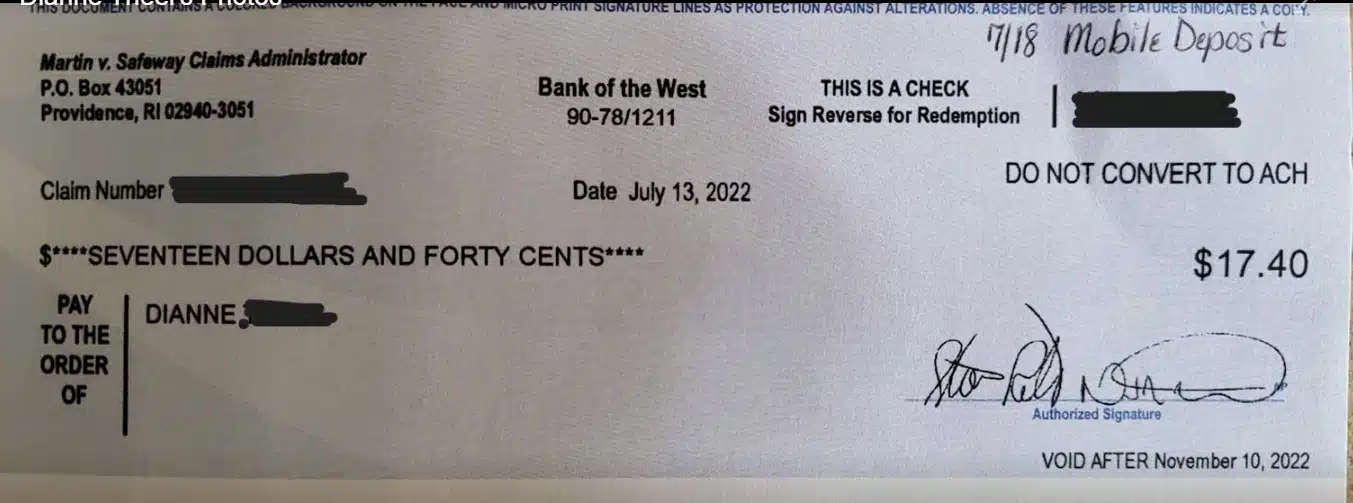 THIS DOCUMENT CONTAINS A COLORED BACKGROUND ON THE FACE AND MICRO PRINT SIGNATURE LINES AS PROTECTION AGAINST ALTERATIONS. ABSENCE OF THESE FEATURES INDICATES A COPY.
7/18 Mobile Deposit
Martin v. Safeway Claims Administrator
P.O. Box 43051
Providence, RI 02940-3051
Bank of the West
90-78/1211
THIS IS A CHECK
Sign Reverse for Redemption
DO NOT CONVERT TO ACH
Claim Number
Date July 13, 2022
$****SEVENTEEN DOLLARS AND FORTY CENTS****
$17.40
PAY
TO THE
ORDER
OF
DIANNE
Authorized Signature
VOID AFTER November 10, 2022